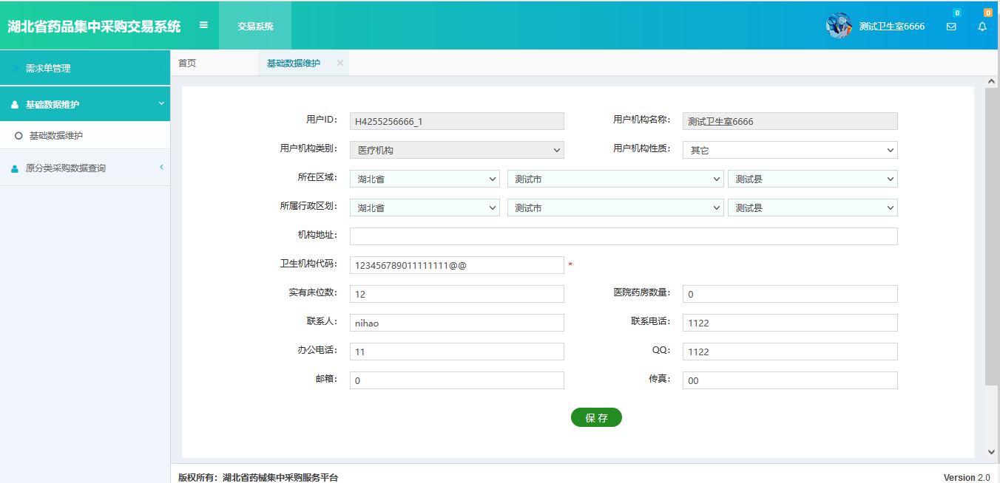 湖北省药品集中采购交易系统
交易系统
测试卫生室6666
0
0
需求单管理
基础数据维护
基础数据维护
原分类采购数据查询
首页
基础数据维护 ×
用户ID： H4255256666_1 用户机构名称： 测试卫生室6666
用户机构类别： 医疗机构 用户机构性质： 其它
所在区域： 湖北省 测试市 测试县
所属行政区划： 湖北省 测试市 测试县
机构地址：
卫生机构代码： 123456789011111111@@ *
实有床位数： 12 医院药房数量： 0
联系人： nihao 联系电话： 1122
办公电话： 11 QQ： 1122
邮箱： 0 传真： 00
保 存
版权所有：湖北省药械集中采购服务平台 Version 2.0